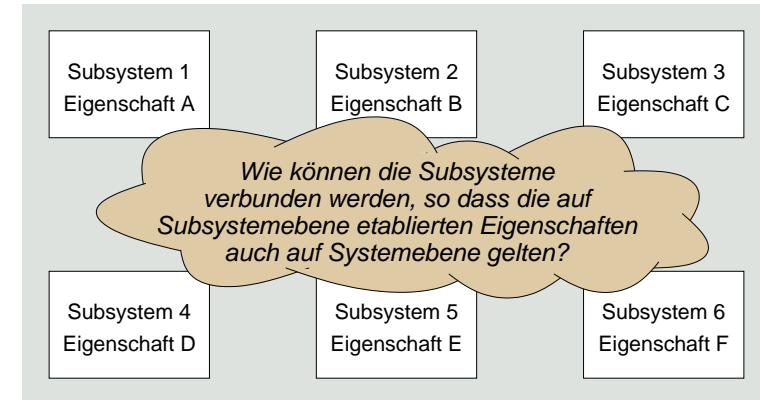 Subsystem 1
Eigenschaft A
Subsystem 2
Eigenschaft B
Subsystem 3
Eigenschaft C
Wie können die Subsysteme
verbunden werden, so dass die auf
Subsystemebene etablierten Eigenschaften
auch auf Systemebene gelten?
Subsystem 4
Eigenschaft D
Subsystem 5
Eigenschaft E
Subsystem 6
Eigenschaft F